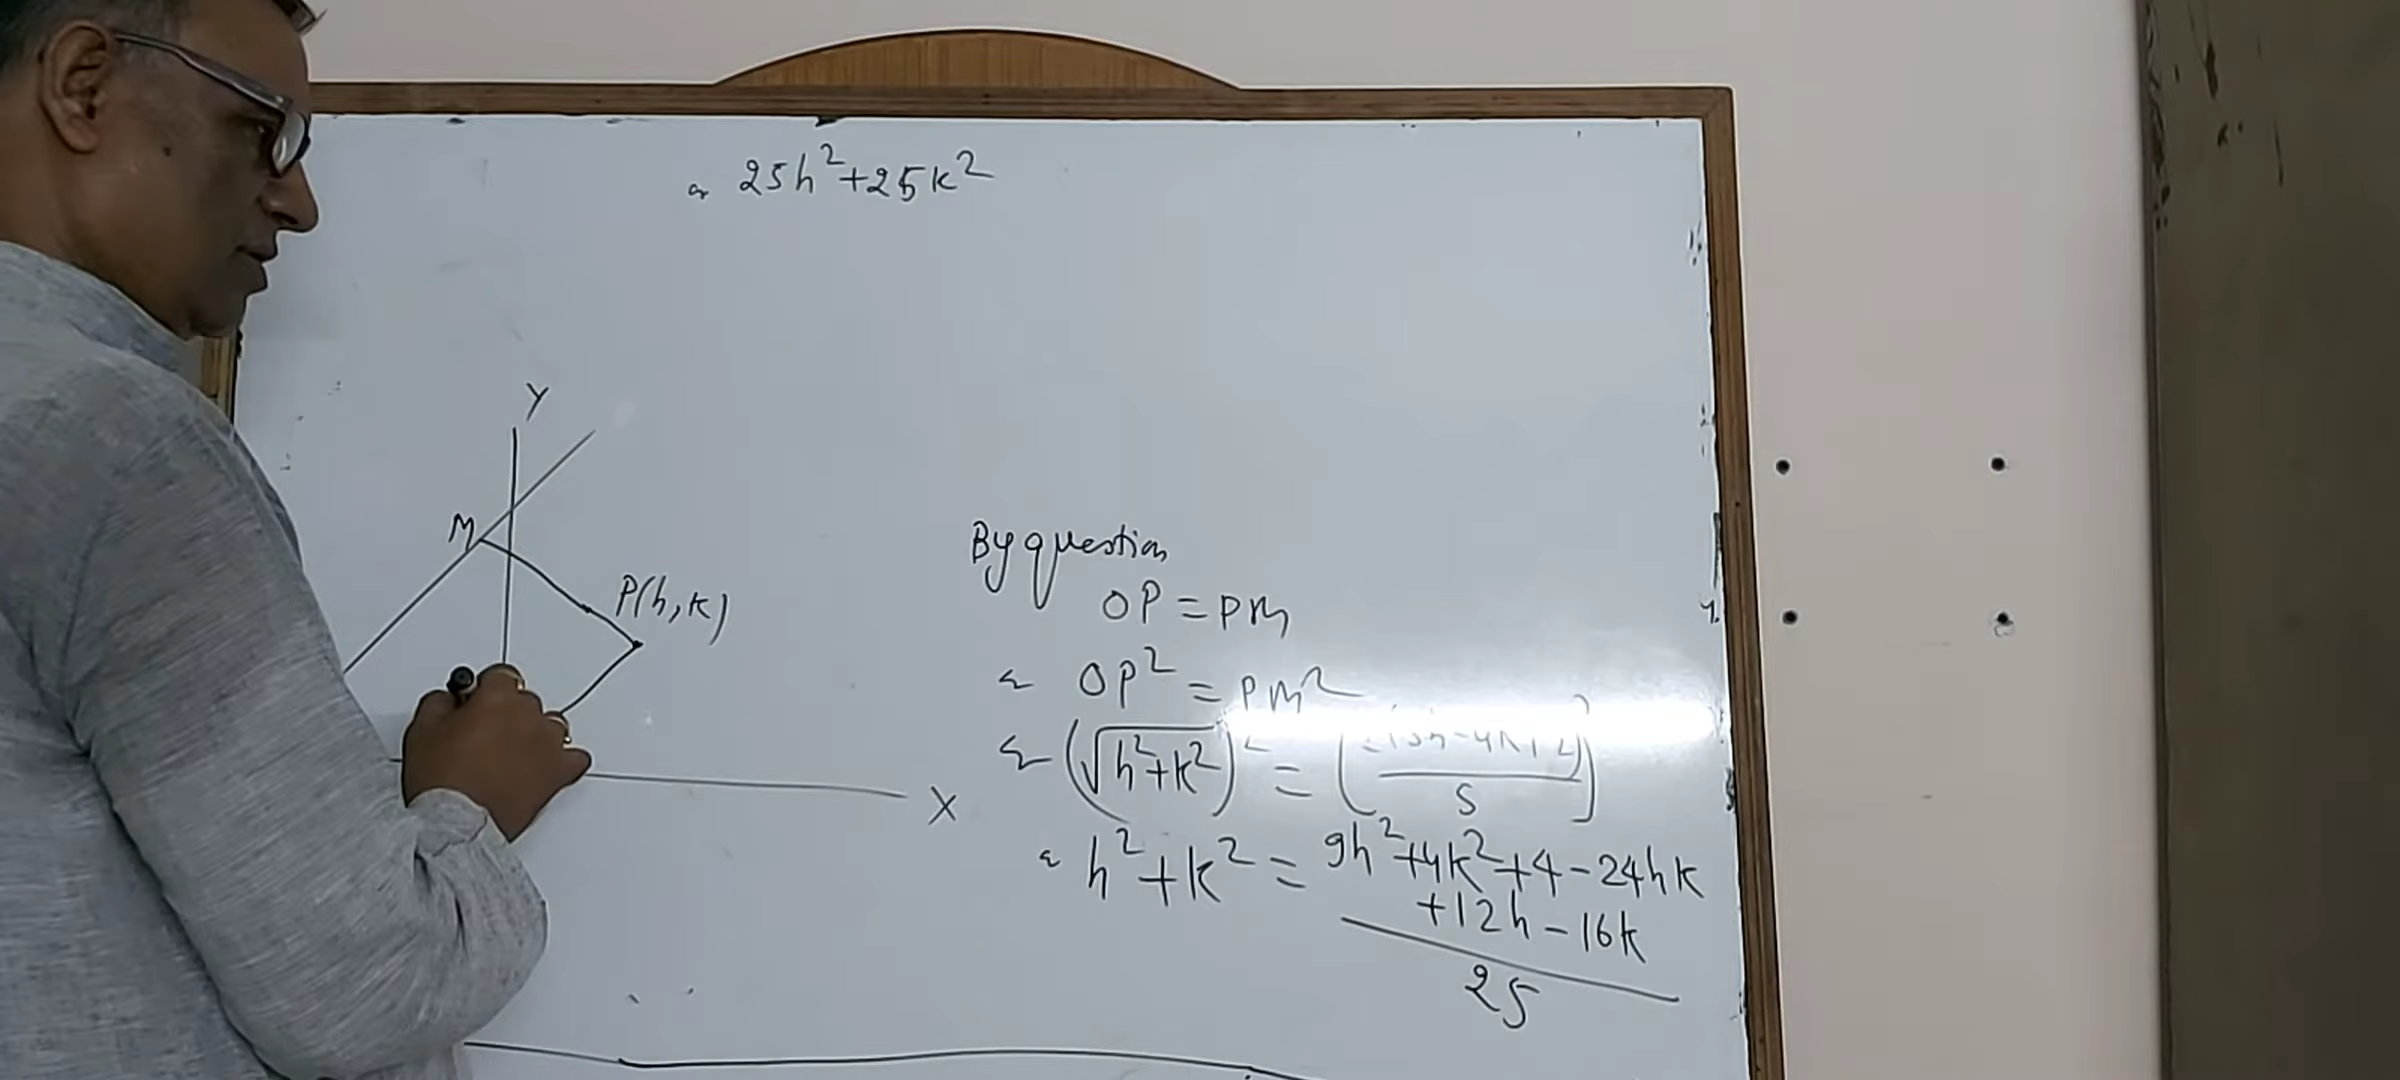 25h²+25k²
Y
M
P(h,k)
X
By question
OP = PM
OP² = PM²
(√h²+k²)² = (
5
h²+k² = 9h²+4k²+4-24hk
+12h-16k
25